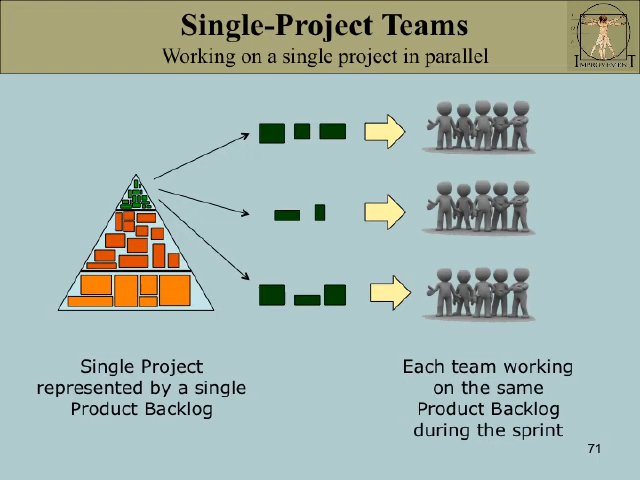 Single-Project Teams
Working on a single project in parallel
IMPROVEMENT
Single Project
represented by a single
Product Backlog
Each team working
on the same
Product Backlog
during the sprint
71